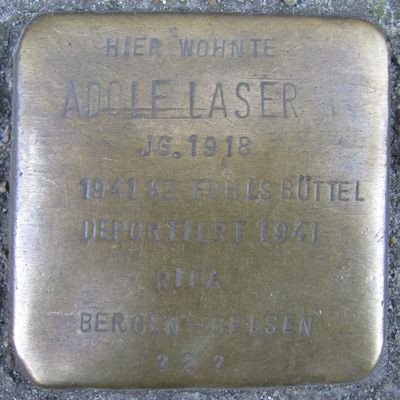 HIER WOHNTE
ADOLF LASER
JG. 1918
1941 KZ FUHLSBÜTTEL
DEPORTIERT 1941
RIGA
BERGEN-BELSEN
? ? ?